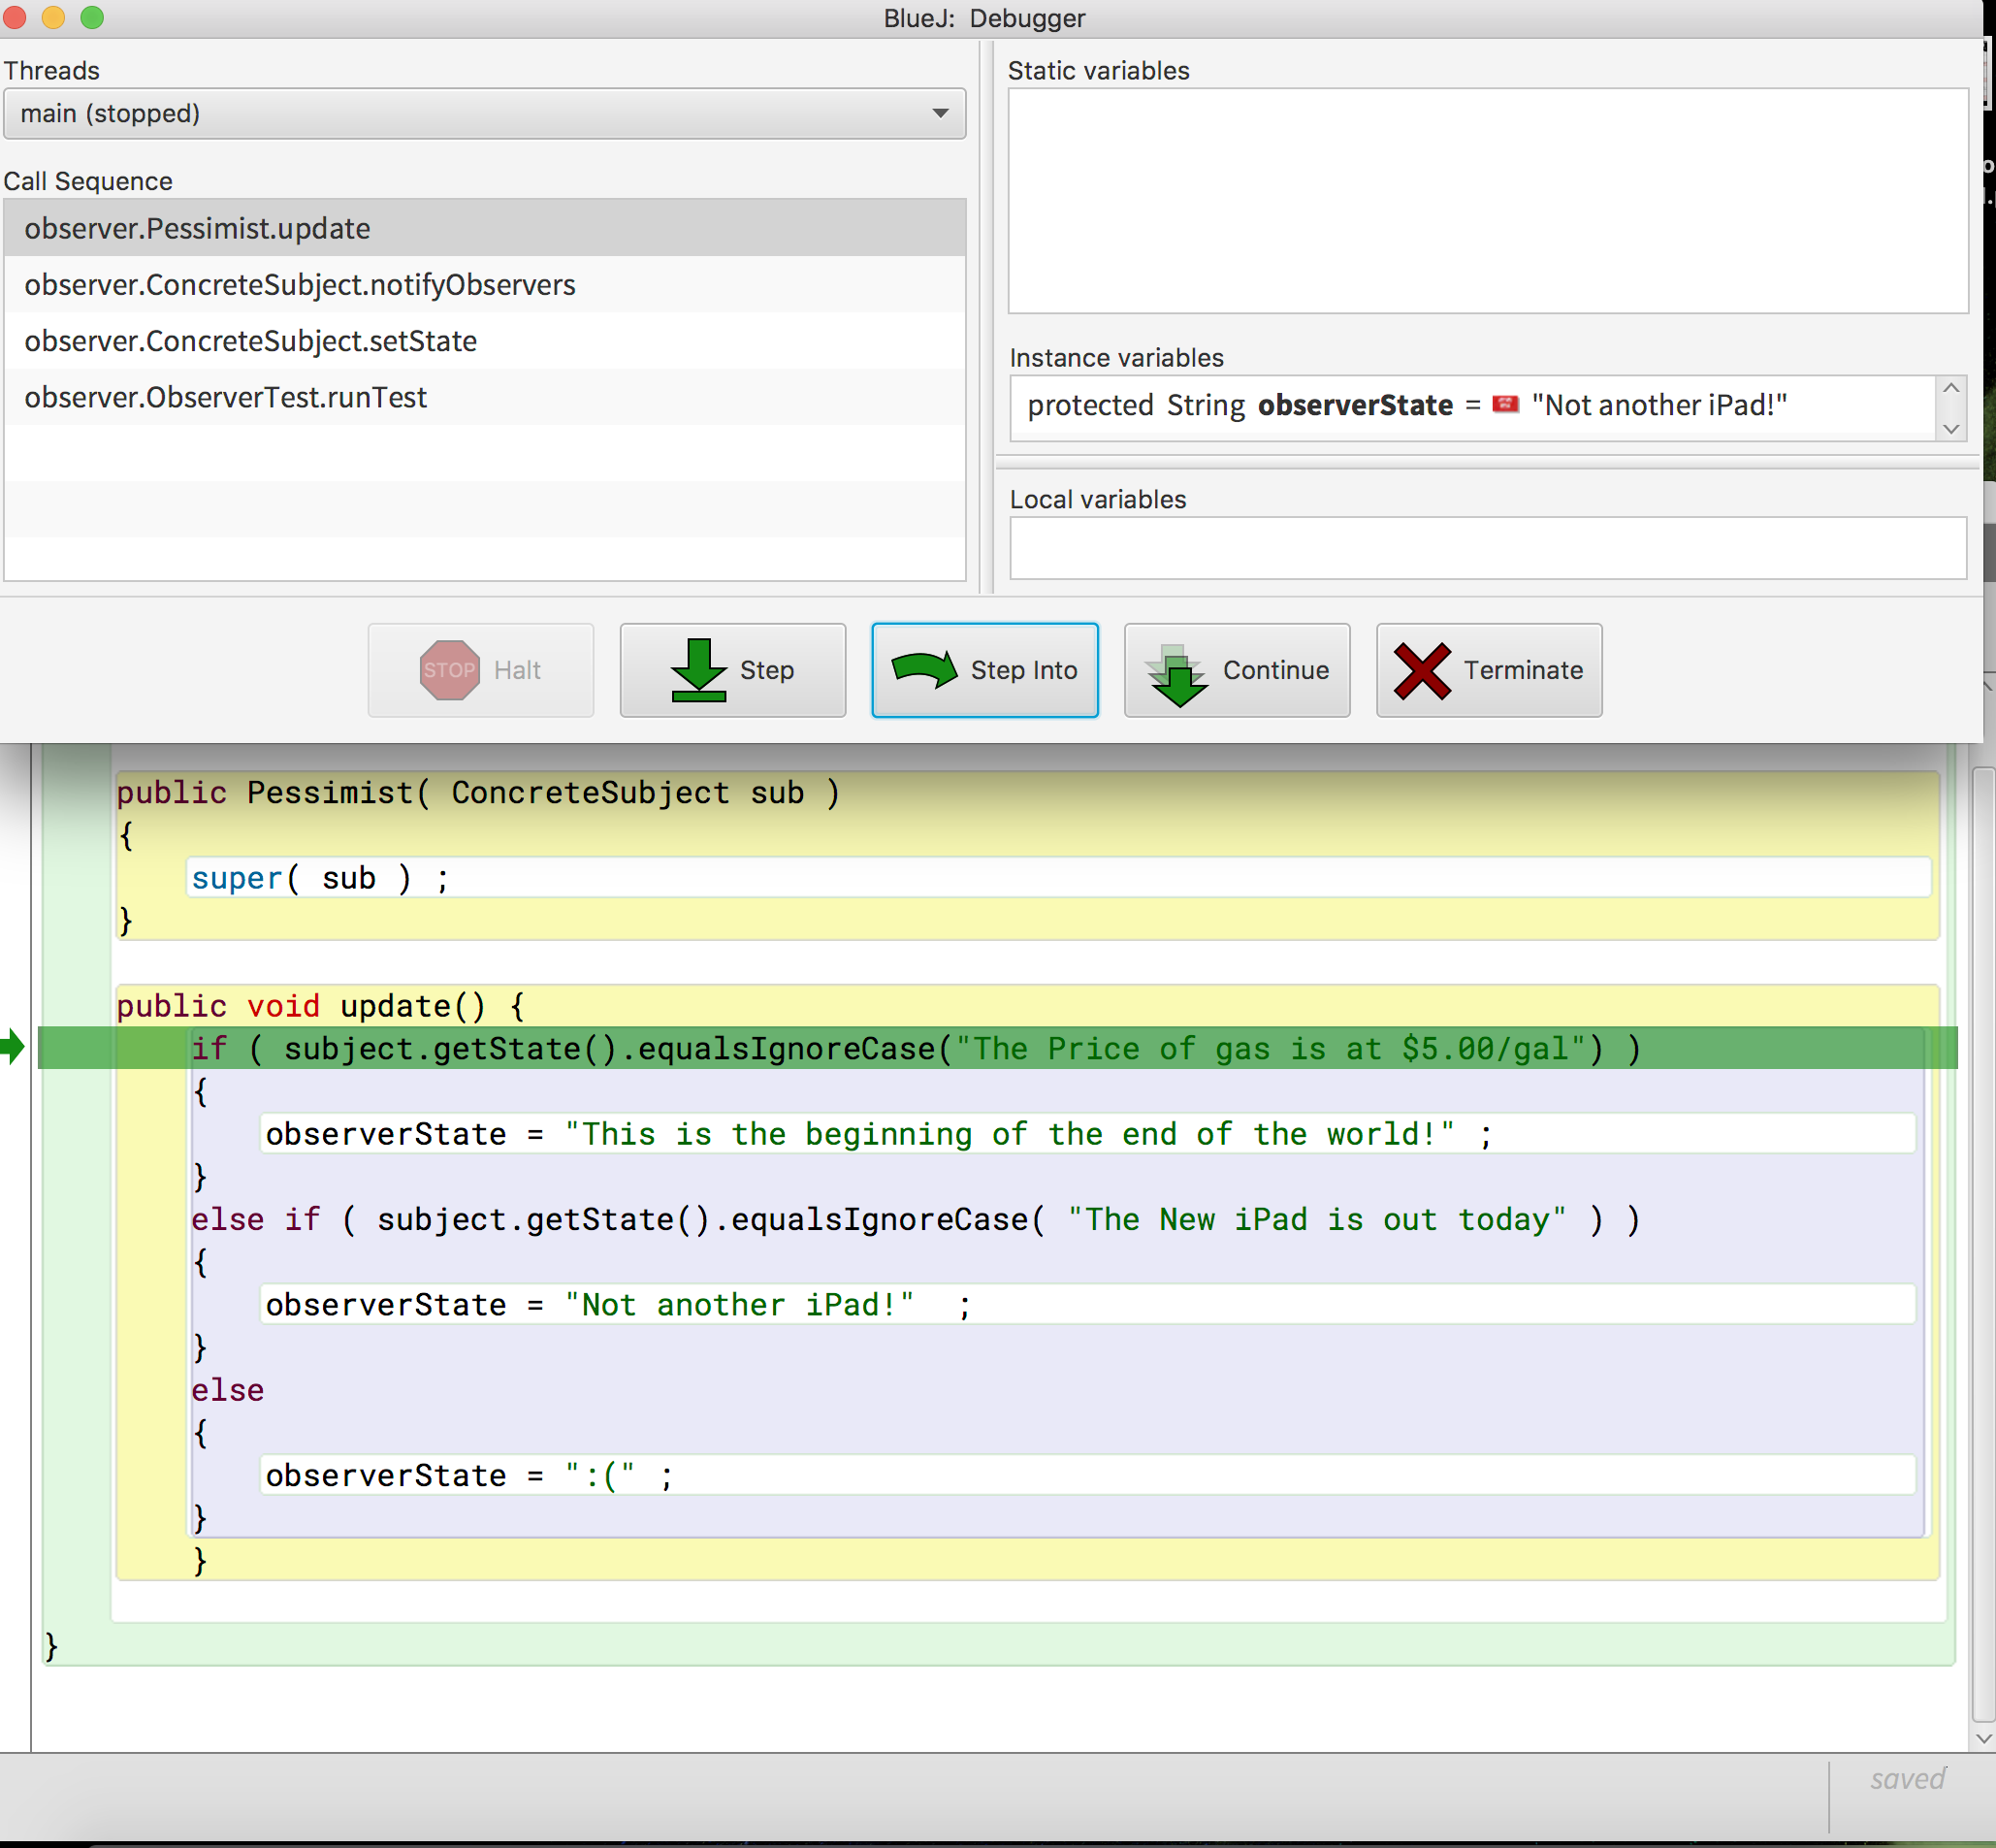 BlueJ: Debugger
Threads
main (stopped)
Call Sequence
observer.Pessimist.update
observer.ConcreteSubject.notifyObservers
observer.ConcreteSubject.setState
observer.ObserverTest.runTest
Static variables
Instance variables
protected String observerState = "Not another iPad!"
Local variables
STOP Halt
Step
Step Into
Continue
Terminate
public Pessimist( ConcreteSubject sub )
{
super( sub ) ;
}
public void update() {
if ( subject.getState().equalsIgnoreCase("The Price of gas is at $5.00/gal") )
{
observerState = "This is the beginning of the end of the world!" ;
}
else if ( subject.getState().equalsIgnoreCase( "The New iPad is out today" ) )
{
observerState = "Not another iPad!"  ;
}
else
{
observerState = ":(" ;
}
}
}
saved